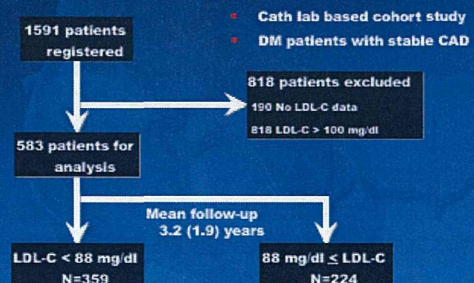 1591 patients
registered
Cath lab based cohort study
DM patients with stable CAD
818 patients excluded
190 No LDL-C data
818 LDL-C > 100 mg/dl
583 patients for
analysis
Mean follow-up
3.2 (1.9) years
LDL-C < 88 mg/dl
N=359
88 mg/dl ≤ LDL-C
N=224